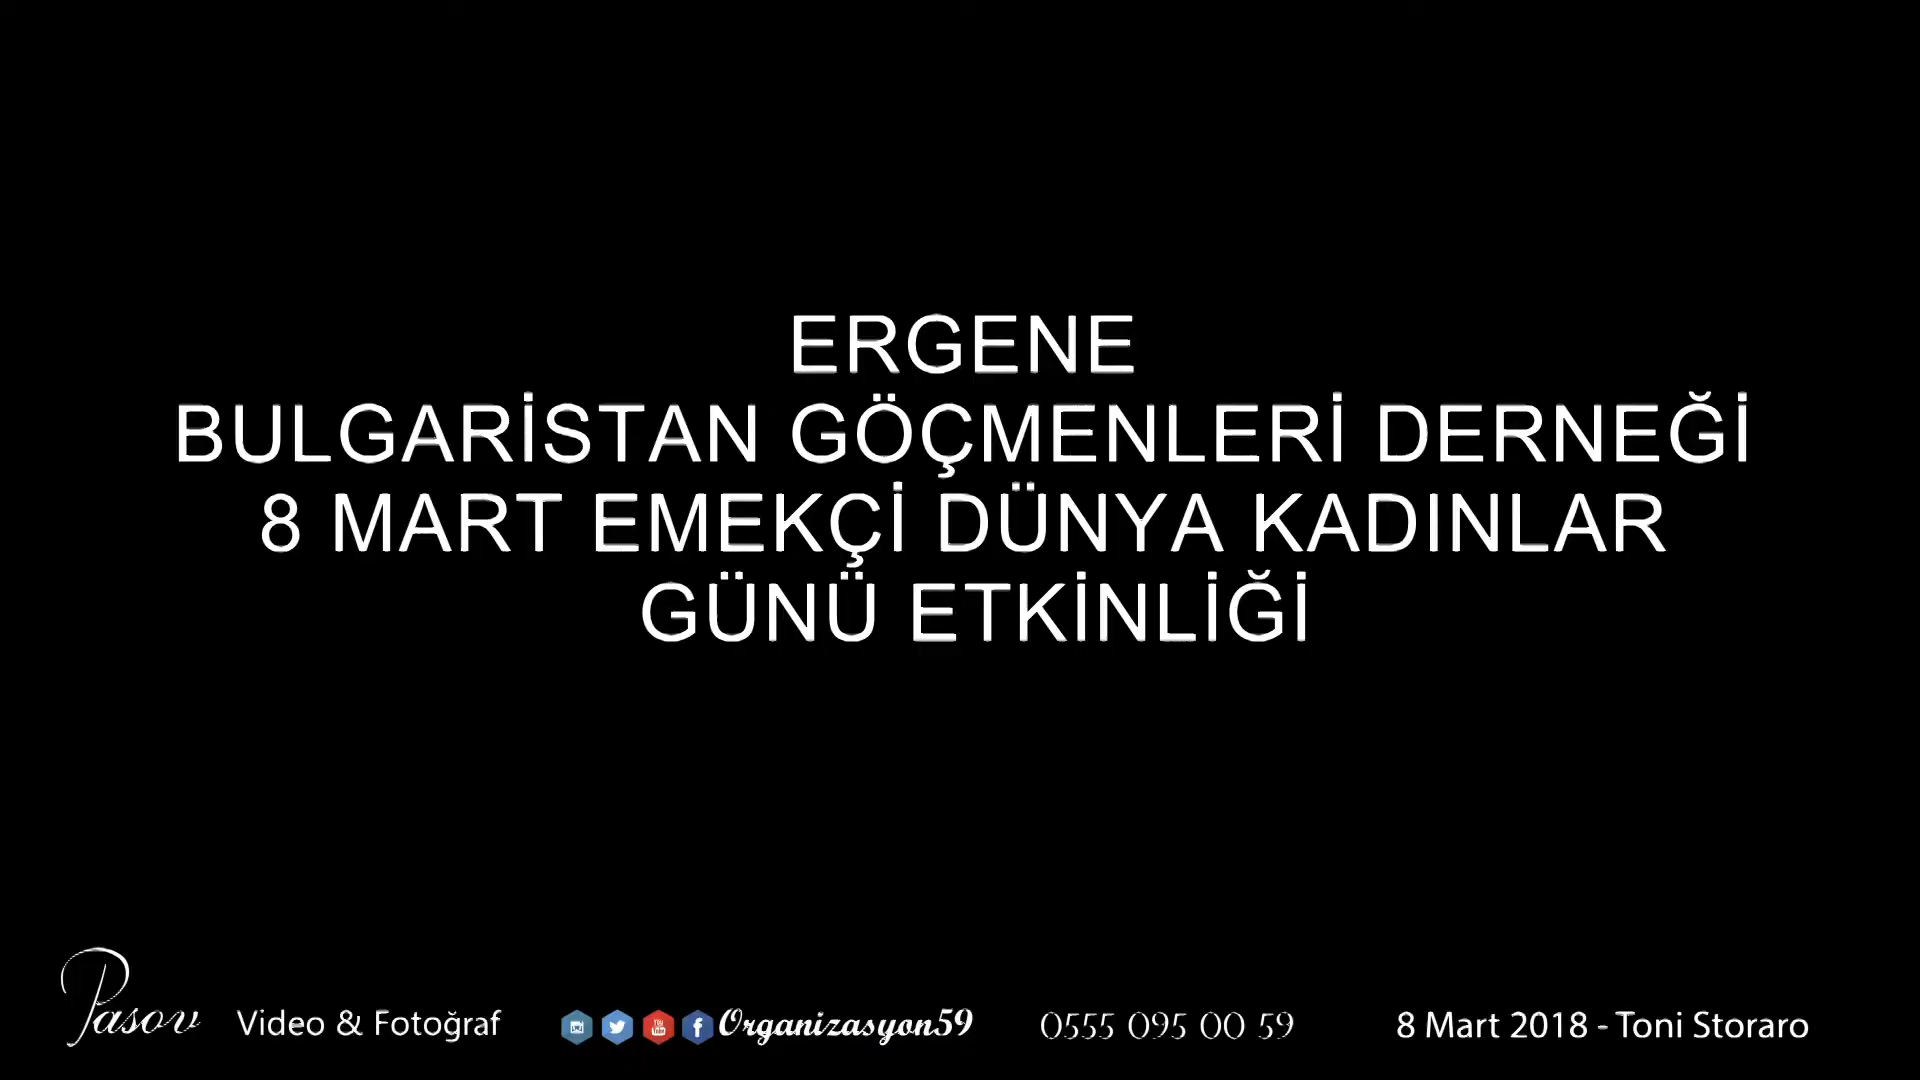 ERGENE
BULGARİSTAN GÖÇMENLERİ DERNEĞİ
8 MART EMEKÇİ DÜNYA KADINLAR
GÜNÜ ETKİNLİĞİ
Pasov Video & Fotoğraf Organizasyon59 0555 095 00 59 8 Mart 2018 - Toni Storaro